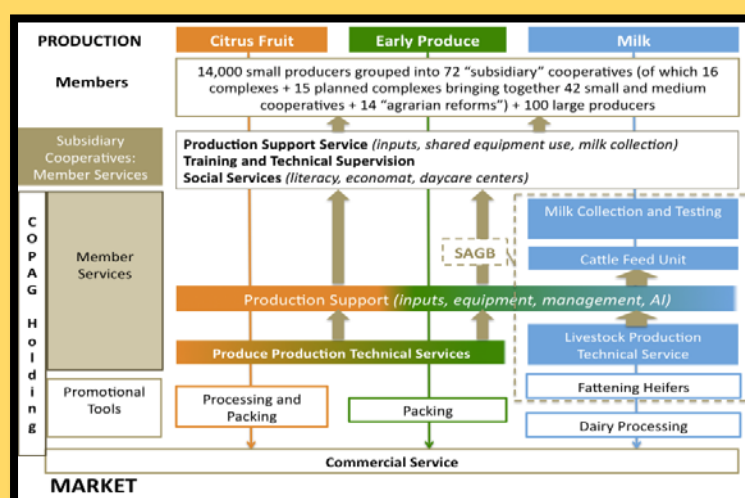 PRODUCTION
Citrus Fruit
Early Produce
Milk
Members
14,000 small producers grouped into 72 "subsidiary" cooperatives (of which 16
complexes + 15 planned complexes bringing together 42 small and medium
cooperatives + 14 "agrarian reforms") + 100 large producers
Subsidiary
Cooperatives:
Member Services
Production Support Service (inputs, shared equipment use, milk collection)
Training and Technical Supervision
Social Services (literacy, economat, daycare centers)
COPAG Holding
Member
Services
Milk Collection and Testing
SAGB
Cattle Feed Unit
Production Support (inputs, equipment, management, AI)
Produce Production Technical Services
Livestock Production
Technical Service
Promotional
Tools
Processing and
Packing
Packing
Fattening Heifers
Dairy Processing
Commercial Service
MARKET